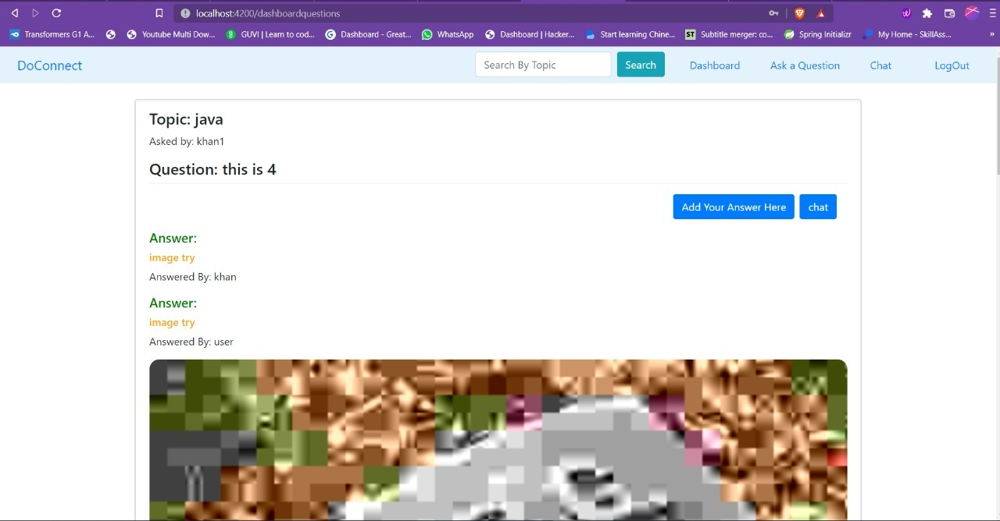 localhost:4200/dashboardquestions
Transformers G1 A... Youtube Multi Dow... GUVI | Learn to cod... Dashboard - Great... WhatsApp Dashboard | Hacker... Start learning Chine... ST Subtitle merger: co... Spring Initializr My Home - SkillAss... »
DoConnect Search By Topic Search Dashboard Ask a Question Chat LogOut
Topic: java
Asked by: khan1
Question: this is 4
Add Your Answer Here chat
Answer:
image try
Answered By: khan
Answer:
image try
Answered By: user